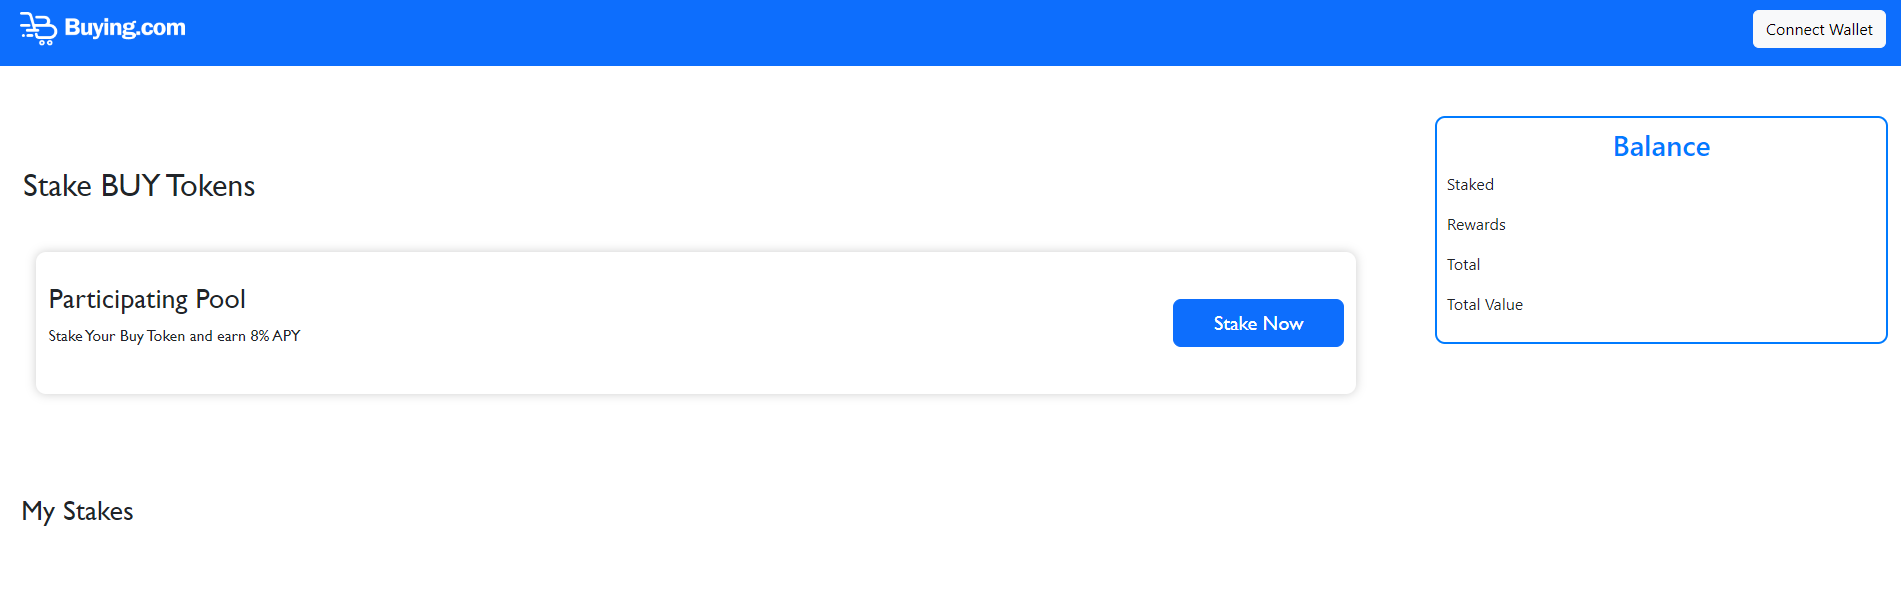 Buying.com
Connect Wallet
Stake BUY Tokens
Participating Pool
Stake Your Buy Token and earn 8% APY
Stake Now
Balance
Staked
Rewards
Total
Total Value
My Stakes